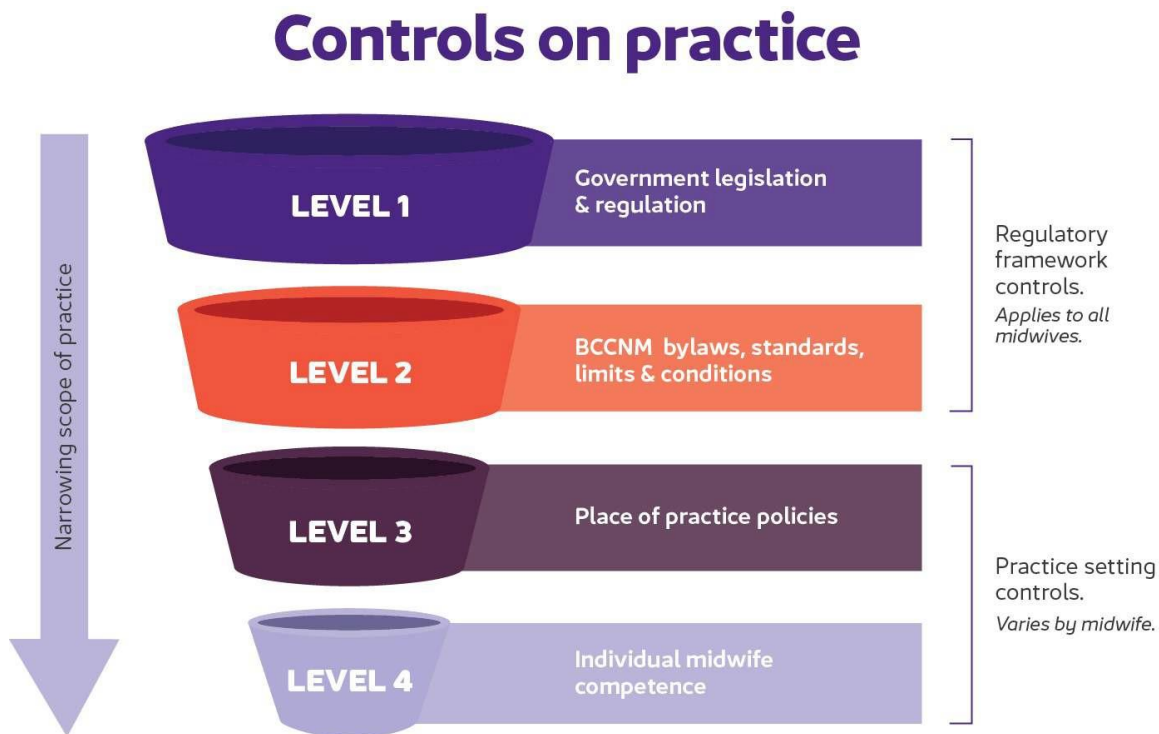 Controls on practice
Narrowing scope of practice
LEVEL 1
Government legislation
& regulation
LEVEL 2
BCCNM bylaws, standards,
limits & conditions
Regulatory
framework
controls.
Applies to all
midwives.
LEVEL 3
Place of practice policies
LEVEL 4
Individual midwife
competence
Practice setting
controls.
Varies by midwife.